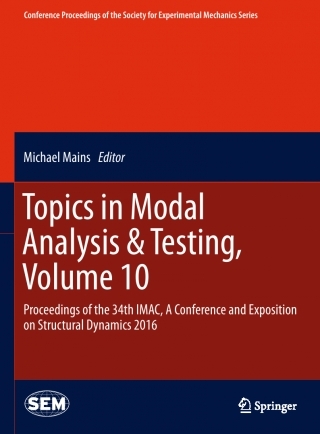 Conference Proceedings of the Society for Experimental Mechanics Series
Michael Mains Editor
Topics in Modal
Analysis & Testing,
Volume 10
Proceedings of the 34th IMAC, A Conference and Exposition
on Structural Dynamics 2016
SEM
Springer